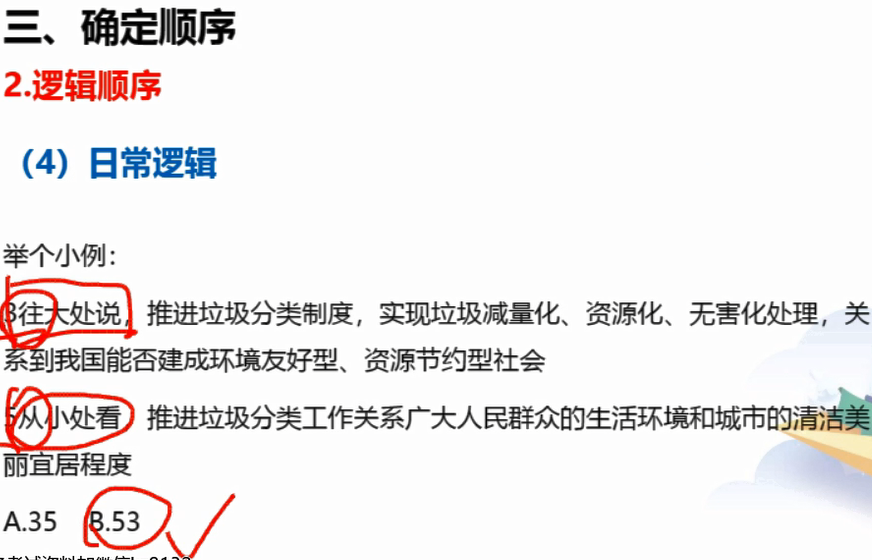 三、确定顺序
2.逻辑顺序
（4）日常逻辑
举个小例：
3往大处说，推进垃圾分类制度，实现垃圾减量化、资源化、无害化处理，关
系到我国能否建成环境友好型、资源节约型社会
5从小处看，推进垃圾分类工作关系广大人民群众的生活环境和城市的清洁美
丽宜居程度
A.35 B.53